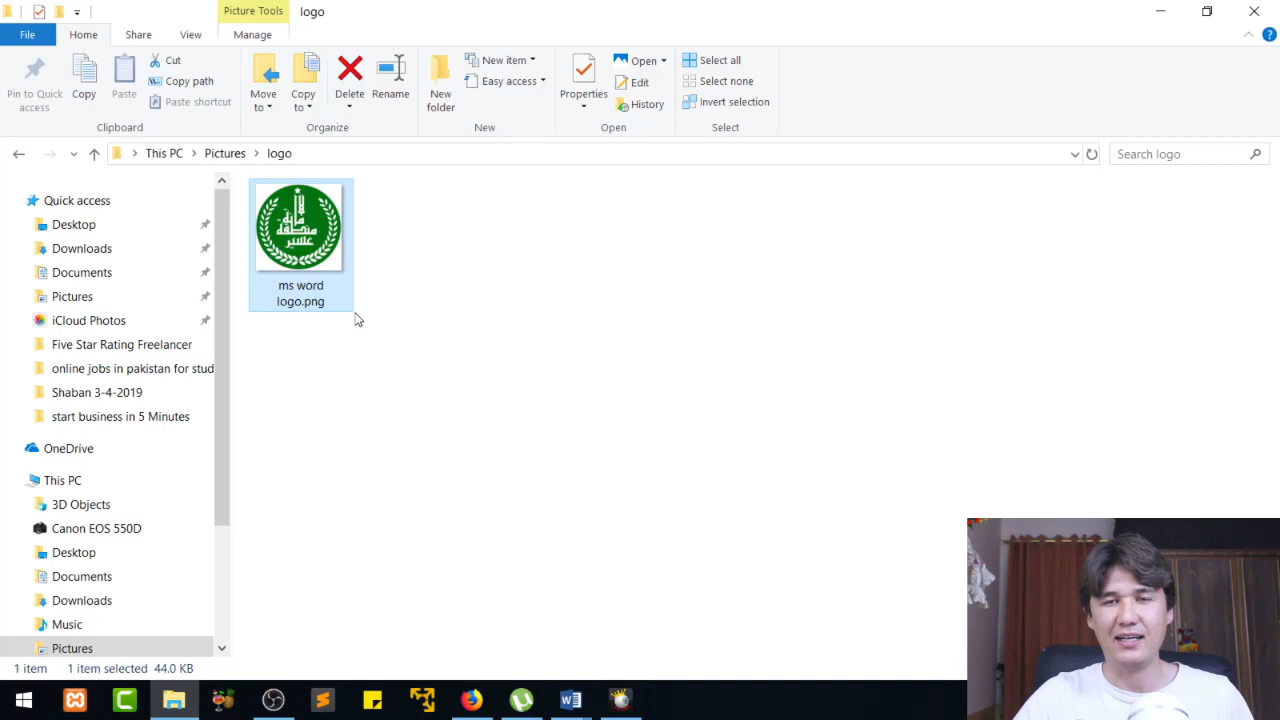 Picture Tools
logo
File
Home
Share
View
Manage
Pin to Quick
access
Copy
Paste
Cut
Copy path
Paste shortcut
Clipboard
Move
to
Copy
to
Delete
Rename
Organize
New
folder
New item
Easy access
New
Properties
Open
Edit
History
Open
Select all
Select none
Invert selection
Select
This PC
Pictures
logo
Search logo
Quick access
Desktop
Downloads
Documents
Pictures
iCloud Photos
Five Star Rating Freelancer
online jobs in pakistan for stud
Shaban 3-4-2019
start business in 5 Minutes
OneDrive
This PC
3D Objects
Canon EOS 550D
Desktop
Documents
Downloads
Music
Pictures
منطقة
عسير
ms word
logo.png
1 item
1 item selected 44.0 KB